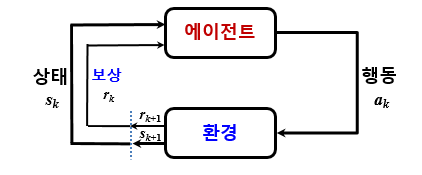 에이전트
상태
s_k
보상
r_k
행동
a_k
r_{k+1}
s_{k+1}
환경